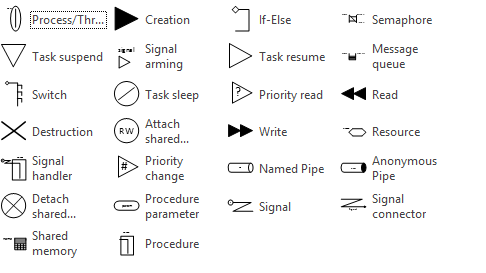 Process/Thr...
Creation
If-Else
Semaphore
Task suspend
Signal
arming
Task resume
Message
queue
Switch
Task sleep
?
Priority read
Read
Destruction
RW
Attach
shared...
Write
Resource
Signal
handler
#
Priority
change
Named Pipe
Anonymous
Pipe
Detach
shared...
Procedure
parameter
Signal
Signal
connector
Shared
memory
Procedure